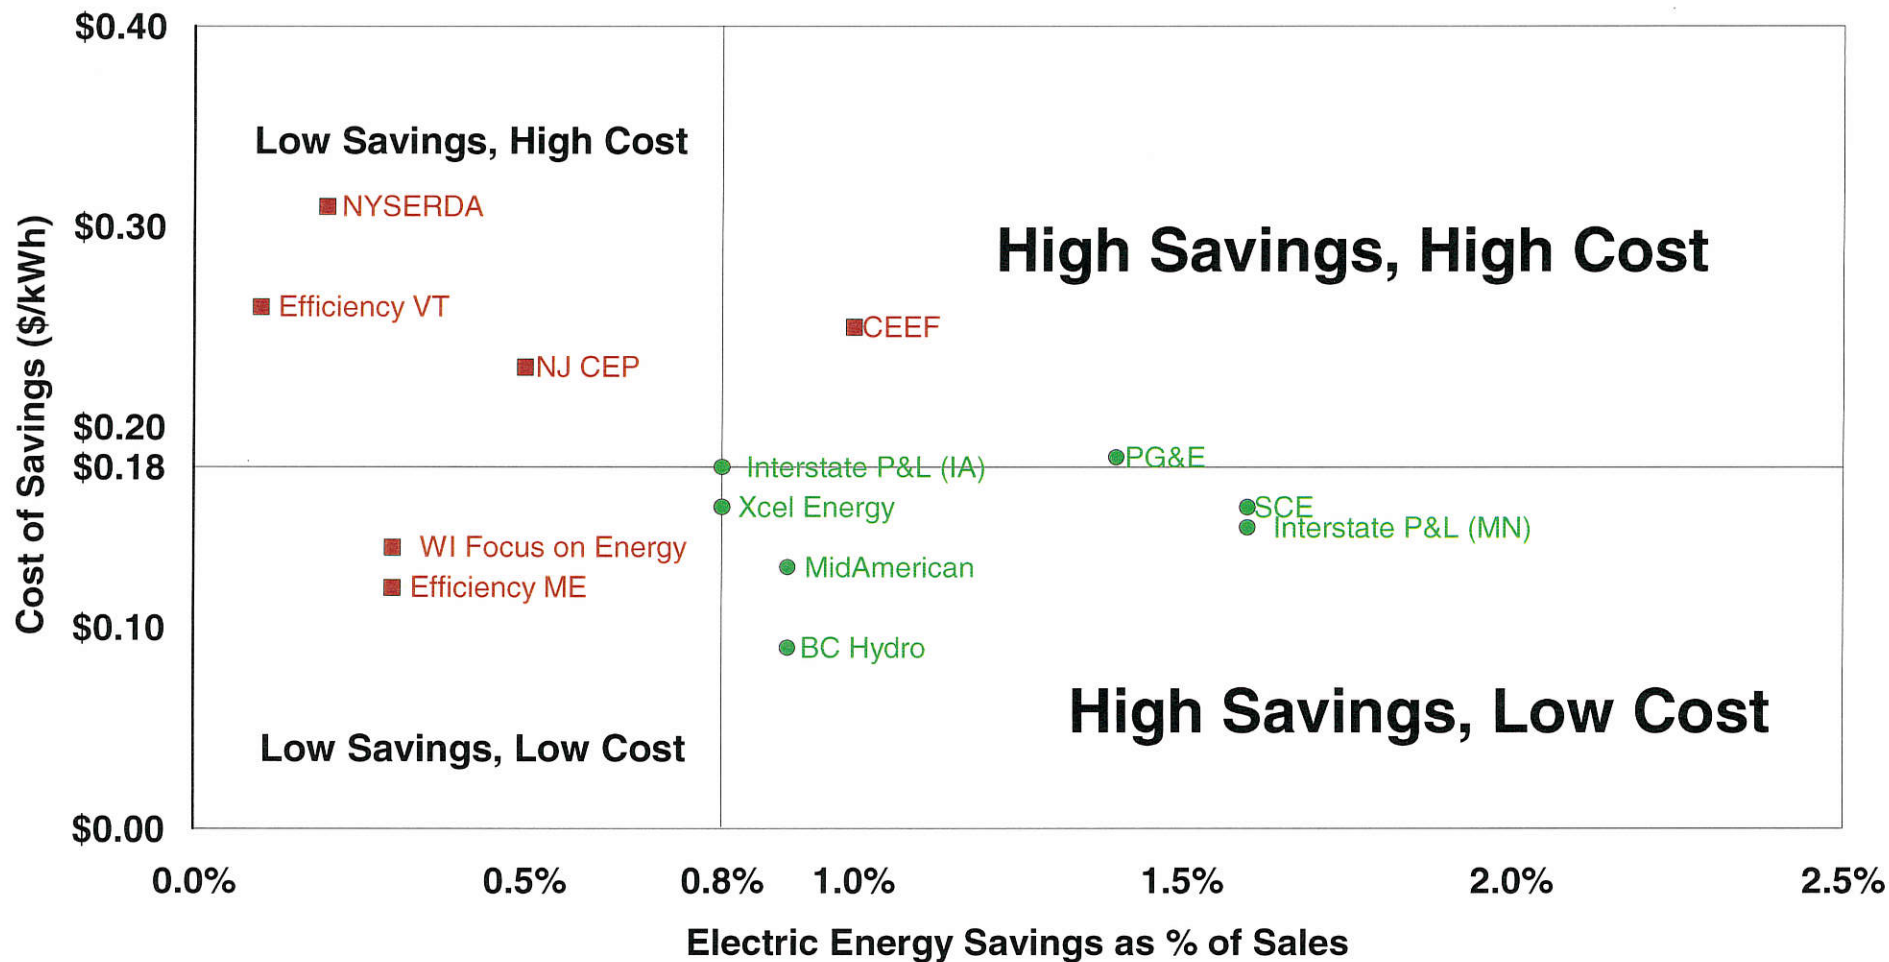 $0.40
Low Savings, High Cost
NYSERDA
$0.30
High Savings, High Cost
Efficiency VT
CEEF
NJ CEP
Cost of Savings ($/kWh)
$0.20
PG&E
$0.18
Interstate P&L (IA)
Xcel Energy
SCE
Interstate P&L (MN)
WI Focus on Energy
MidAmerican
Efficiency ME
$0.10
BC Hydro
High Savings, Low Cost
Low Savings, Low Cost
$0.00
0.0% 0.5% 0.8% 1.0% 1.5% 2.0% 2.5%
Electric Energy Savings as % of Sales